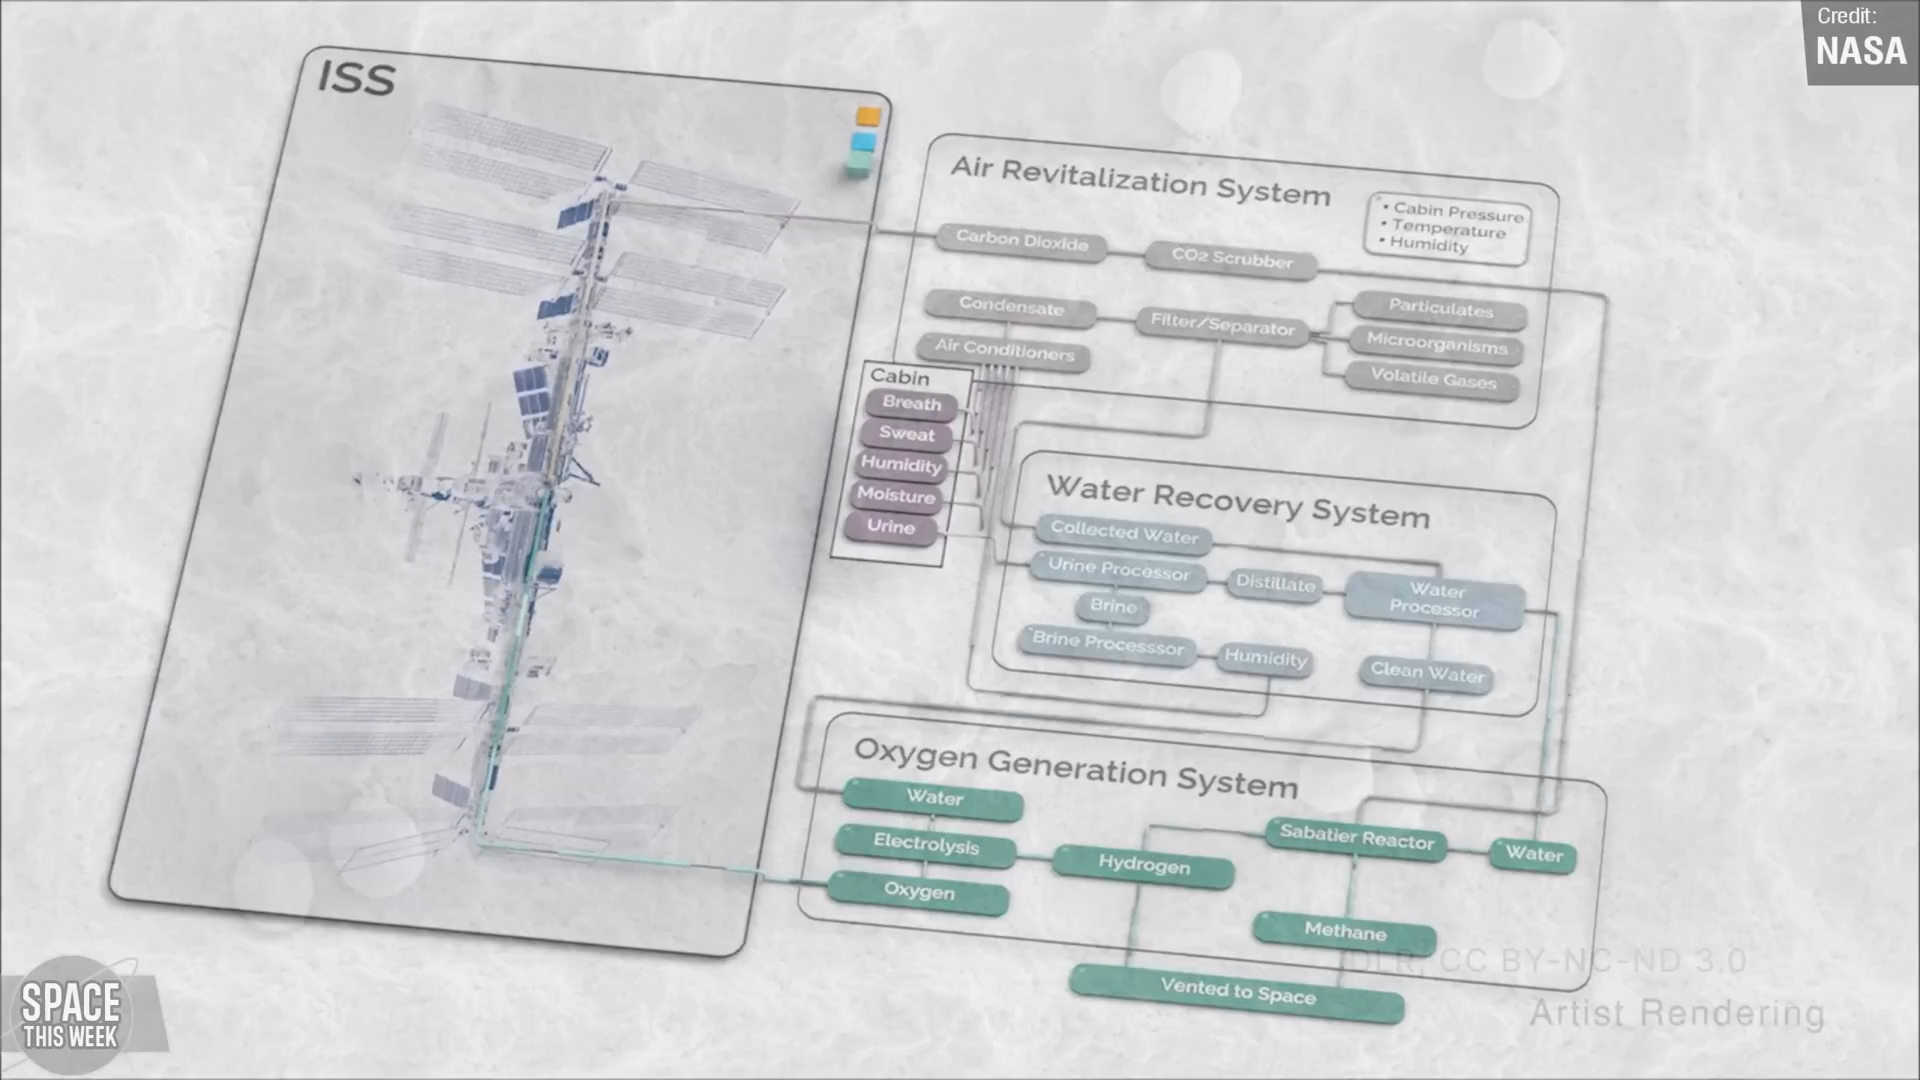 Credit:
NASA
ISS
Air Revitalization System
• Cabin Pressure
• Temperature
• Humidity
Carbon Dioxide
CO2 Scrubber
Condensate
Filter/Separator
Particulates
Microorganisms
Volatile Gases
Air Conditioners
Cabin
Breath
Sweat
Humidity
Moisture
Urine
Water Recovery System
Collected Water
Urine Processor
Distillate
Water
Processor
Brine
Brine Processsor
Humidity
Clean Water
Oxygen Generation System
Water
Electrolysis
Oxygen
Hydrogen
Sabatier Reactor
Water
Methane
Vented to Space
DLR, CC BY-NC-ND 3.0
Artist Rendering
SPACE
THIS WEEK